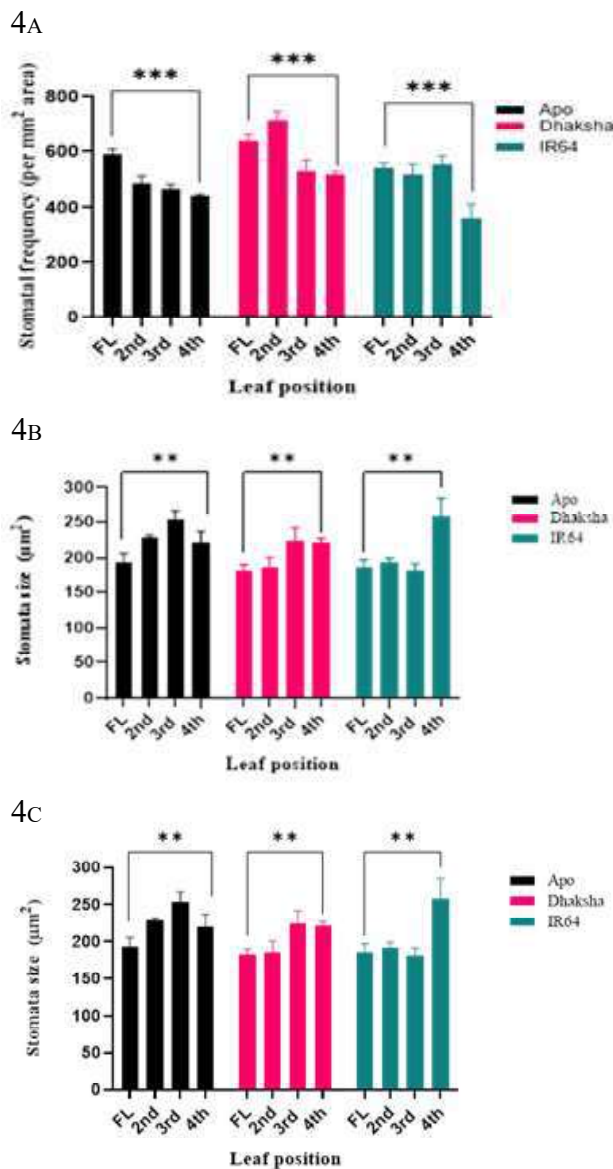 4A
***
***
***
800
600
400
200
0
Stomatal frequency (per mm² area)
FL
2nd
3rd
4th
FL
2nd
3rd
4th
FL
2nd
3rd
4th
Leaf position
Apo
Dhaksha
IR64
4B
**
**
**
300
250
200
150
100
50
0
Stomata size (µm²)
FL
2nd
3rd
4th
FL
2nd
3rd
4th
FL
2nd
3rd
4th
Leaf position
Apo
Dhaksha
IR64
4C
**
**
**
300
250
200
150
100
50
0
Stomata size (µm²)
FL
2nd
3rd
4th
FL
2nd
3rd
4th
FL
2nd
3rd
4th
Leaf position
Apo
Dhaksha
IR64